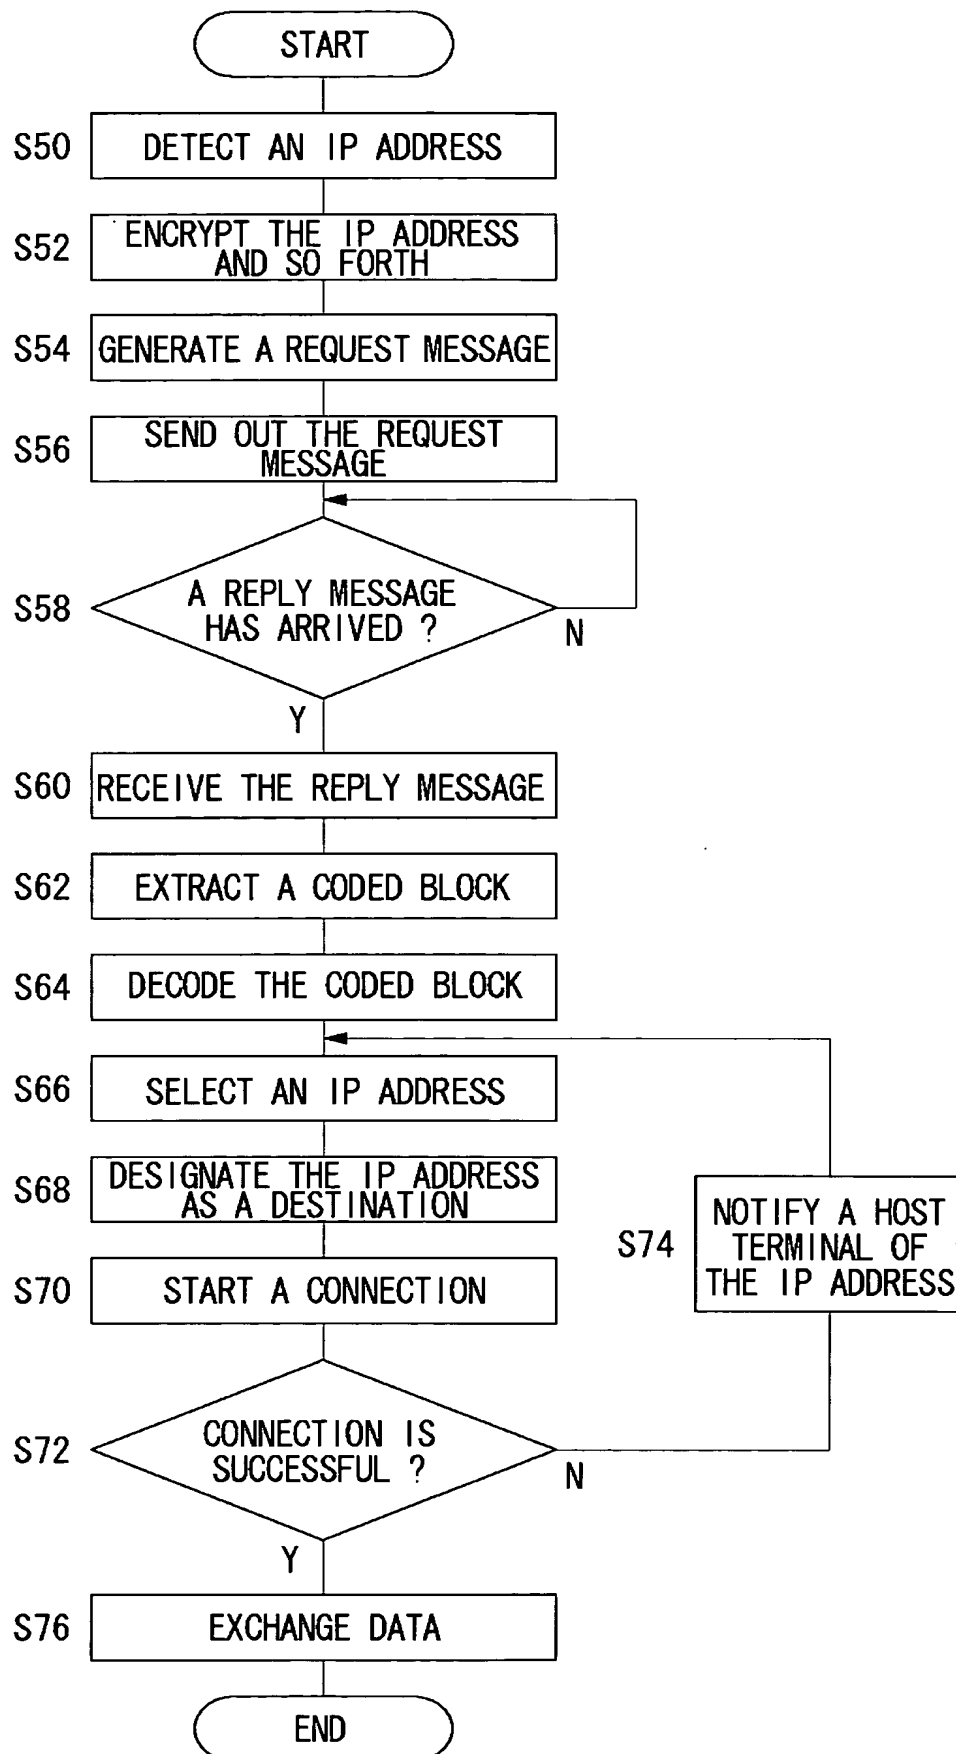 START
S50
DETECT AN IP ADDRESS
S52
ENCRYPT THE IP ADDRESS
AND SO FORTH
S54
GENERATE A REQUEST MESSAGE
S56
SEND OUT THE REQUEST
MESSAGE
S58
A REPLY MESSAGE
HAS ARRIVED ?
N
Y
S60
RECEIVE THE REPLY MESSAGE
S62
EXTRACT A CODED BLOCK
S64
DECODE THE CODED BLOCK
S66
SELECT AN IP ADDRESS
S68
DESIGNATE THE IP ADDRESS
AS A DESTINATION
S74
NOTIFY A HOST
TERMINAL OF
THE IP ADDRESS
S70
START A CONNECTION
S72
CONNECTION IS
SUCCESSFUL ?
N
Y
S76
EXCHANGE DATA
END